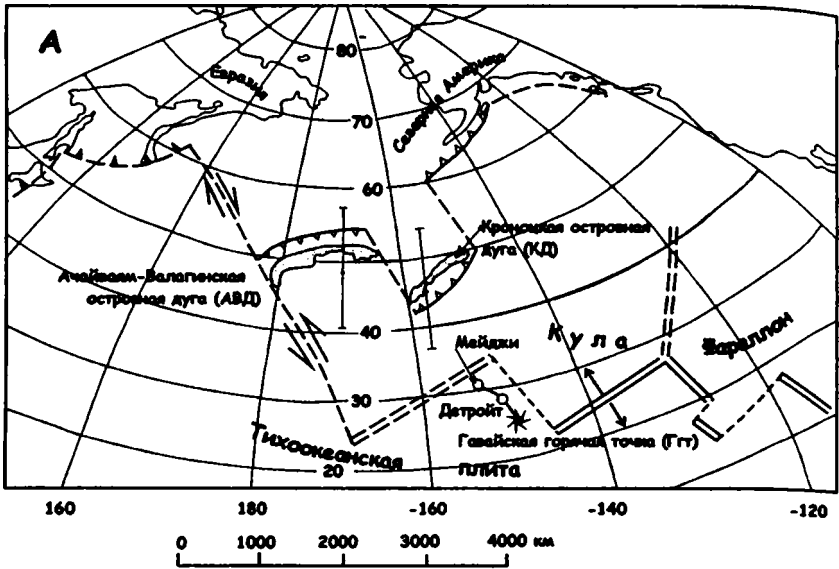 А
80
Евразия
Северная Америка
70
60
Кроноцкая островная
дуга (КД)
Ачайваям-Валагинская
островная дуга (АВД)
40
Мейджи
Кула
Фараллон
30
Детройт
Гавайская горячая точка (Ггт)
Тихоокеанская
плита
20
160
180
-160
-140
-120
0
1000
2000
3000
4000 км